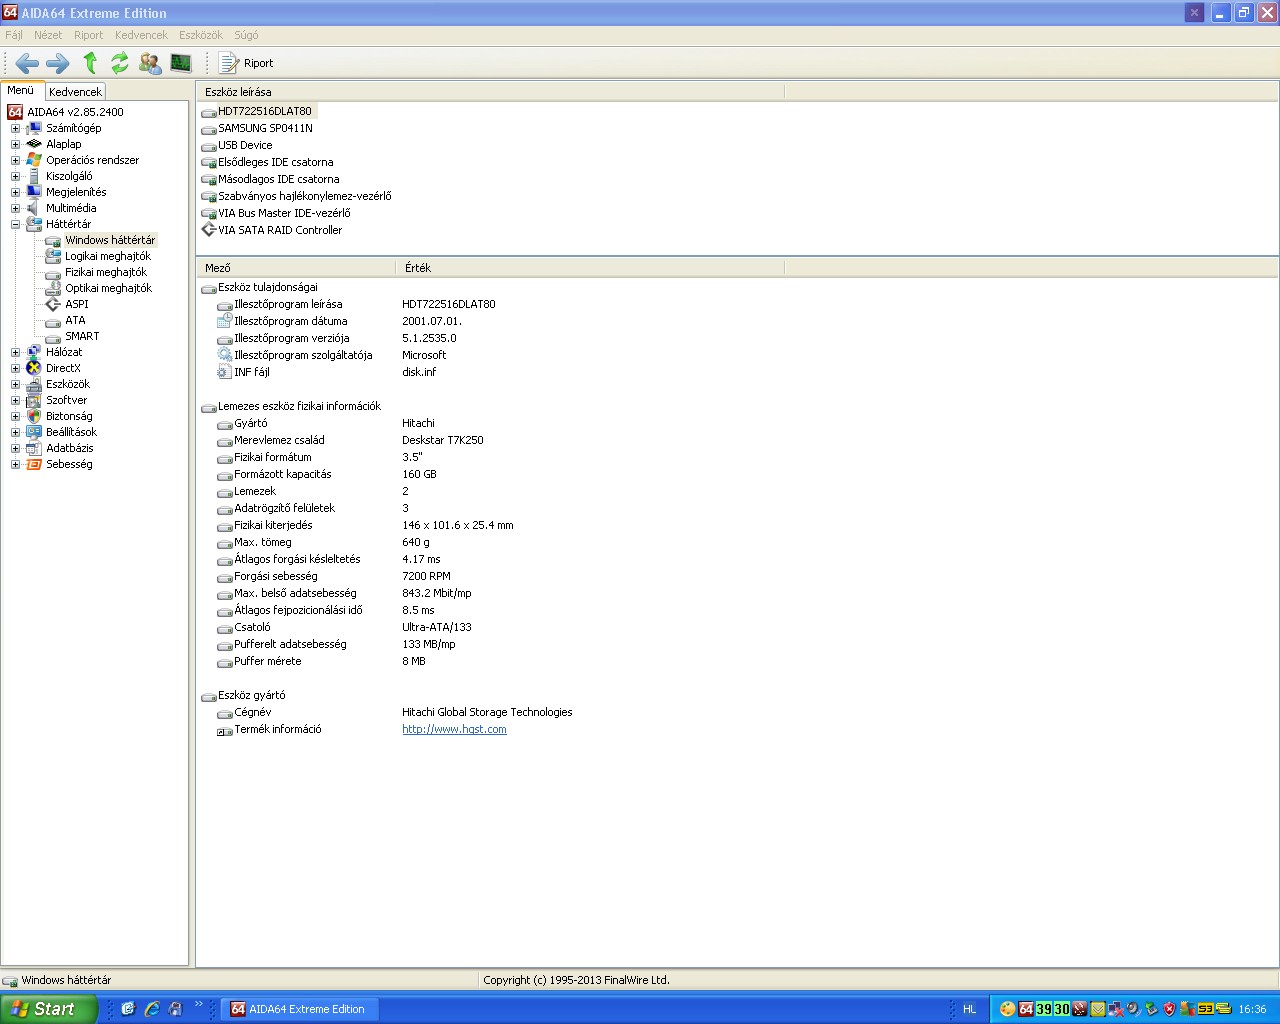 AIDA64 Extreme Edition
Fájl Nézet Riport Kedvencek Eszközök Súgó
Riport
Menü Kedvencek
AIDA64 v2.85.2400
Számítógép
Alaplap
Operációs rendszer
Kiszolgáló
Megjelenítés
Multimédia
Háttértár
Windows háttértár
Logikai meghajtók
Fizikai meghajtók
Optikai meghajtók
ASPI
ATA
SMART
Hálózat
DirectX
Eszközök
Szoftver
Biztonság
Beállítások
Adatbázis
Sebesség
Eszköz leírása
HDT722516DLAT80
SAMSUNG SP0411N
USB Device
Elsődleges IDE csatorna
Másodlagos IDE csatorna
Szabványos hajlékonylemez-vezérlő
VIA Bus Master IDE-vezérlő
VIA SATA RAID Controller
Mező Érték
Eszköz tulajdonságai
Illesztőprogram leírása HDT722516DLAT80
Illesztőprogram dátuma 2001.07.01.
Illesztőprogram verziója 5.1.2535.0
Illesztőprogram szolgáltatója Microsoft
INF fájl disk.inf
Lemezes eszköz fizikai információk
Gyártó Hitachi
Merevlemez család Deskstar T7K250
Fizikai formátum 3.5"
Formázott kapacitás 160 GB
Lemezek 2
Adatrögzítő felületek 3
Fizikai kiterjedés 146 x 101.6 x 25.4 mm
Max. tömeg 640 g
Átlagos forgási késleltetés 4.17 ms
Forgási sebesség 7200 RPM
Max. belső adatsebesség 843.2 Mbit/mp
Átlagos fejpozicionálási idő 8.5 ms
Csatoló Ultra-ATA/133
Pufferelt adatsebesség 133 MB/mp
Puffer mérete 8 MB
Eszköz gyártó
Cégnév Hitachi Global Storage Technologies
Termék információ http://www.hgst.com
Windows háttértár Copyright (c) 1995-2013 FinalWire Ltd.
Start AIDA64 Extreme Edition HU 64 39 30 53 16:36